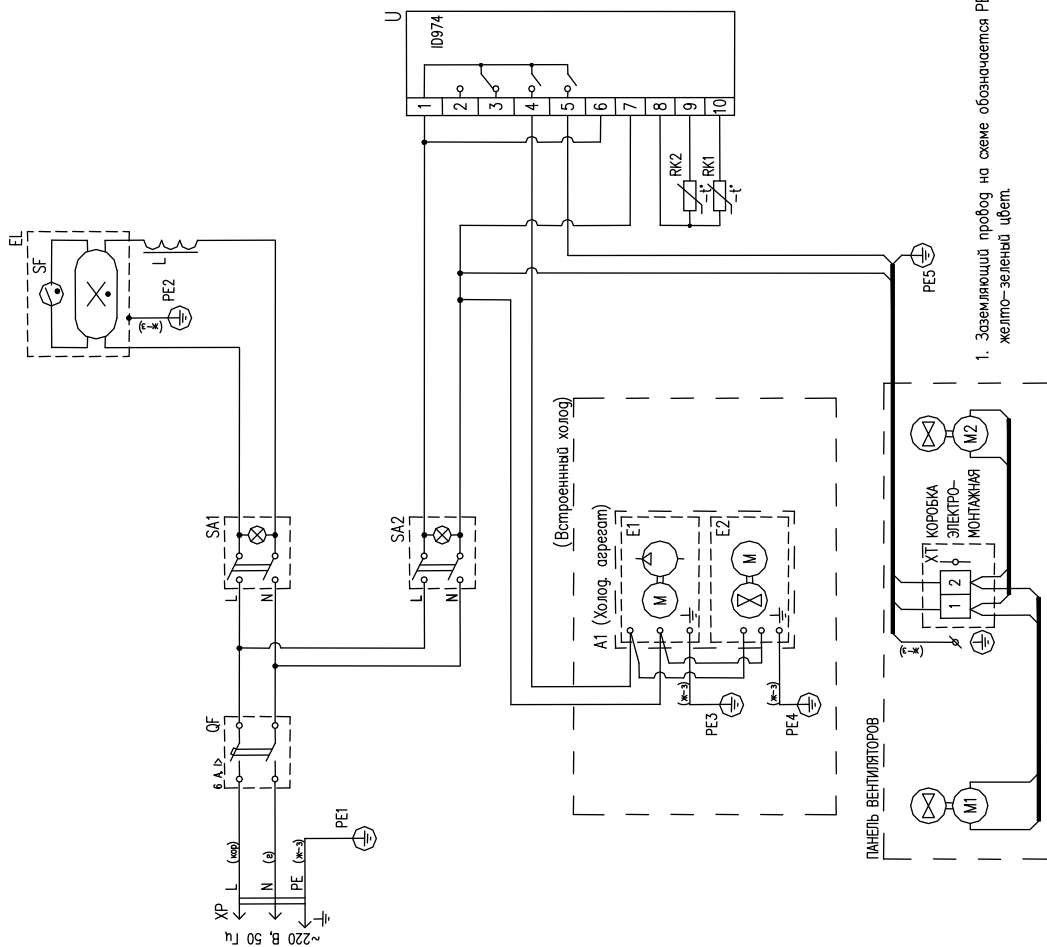 EL
SF
L
PE2
(ж-з)
U
ID974
1
2
3
4
5
6
7
8
9
10
RK2
-t°
RK1
-t°
SA1
L
N
SA2
L
N
QF
6 А, I>
XP
L
(кор)
N
(г)
PE
(ж-з)
PE1
~220 В, 50 Гц
(Встроенный холод)
А1 (Холод. агрегат)
E1
M
E2
M
(ж-з)
PE3
(ж-з)
PE4
PE5
1. Заземляющий провод на схеме обозначается PE
желто-зеленый цвет.
ПАНЕЛЬ ВЕНТИЛЯТОРОВ
(ж-з)
XT
КОРОБКА
ЭЛЕКТРО-
МОНТАЖНАЯ
1
2
M1
M2